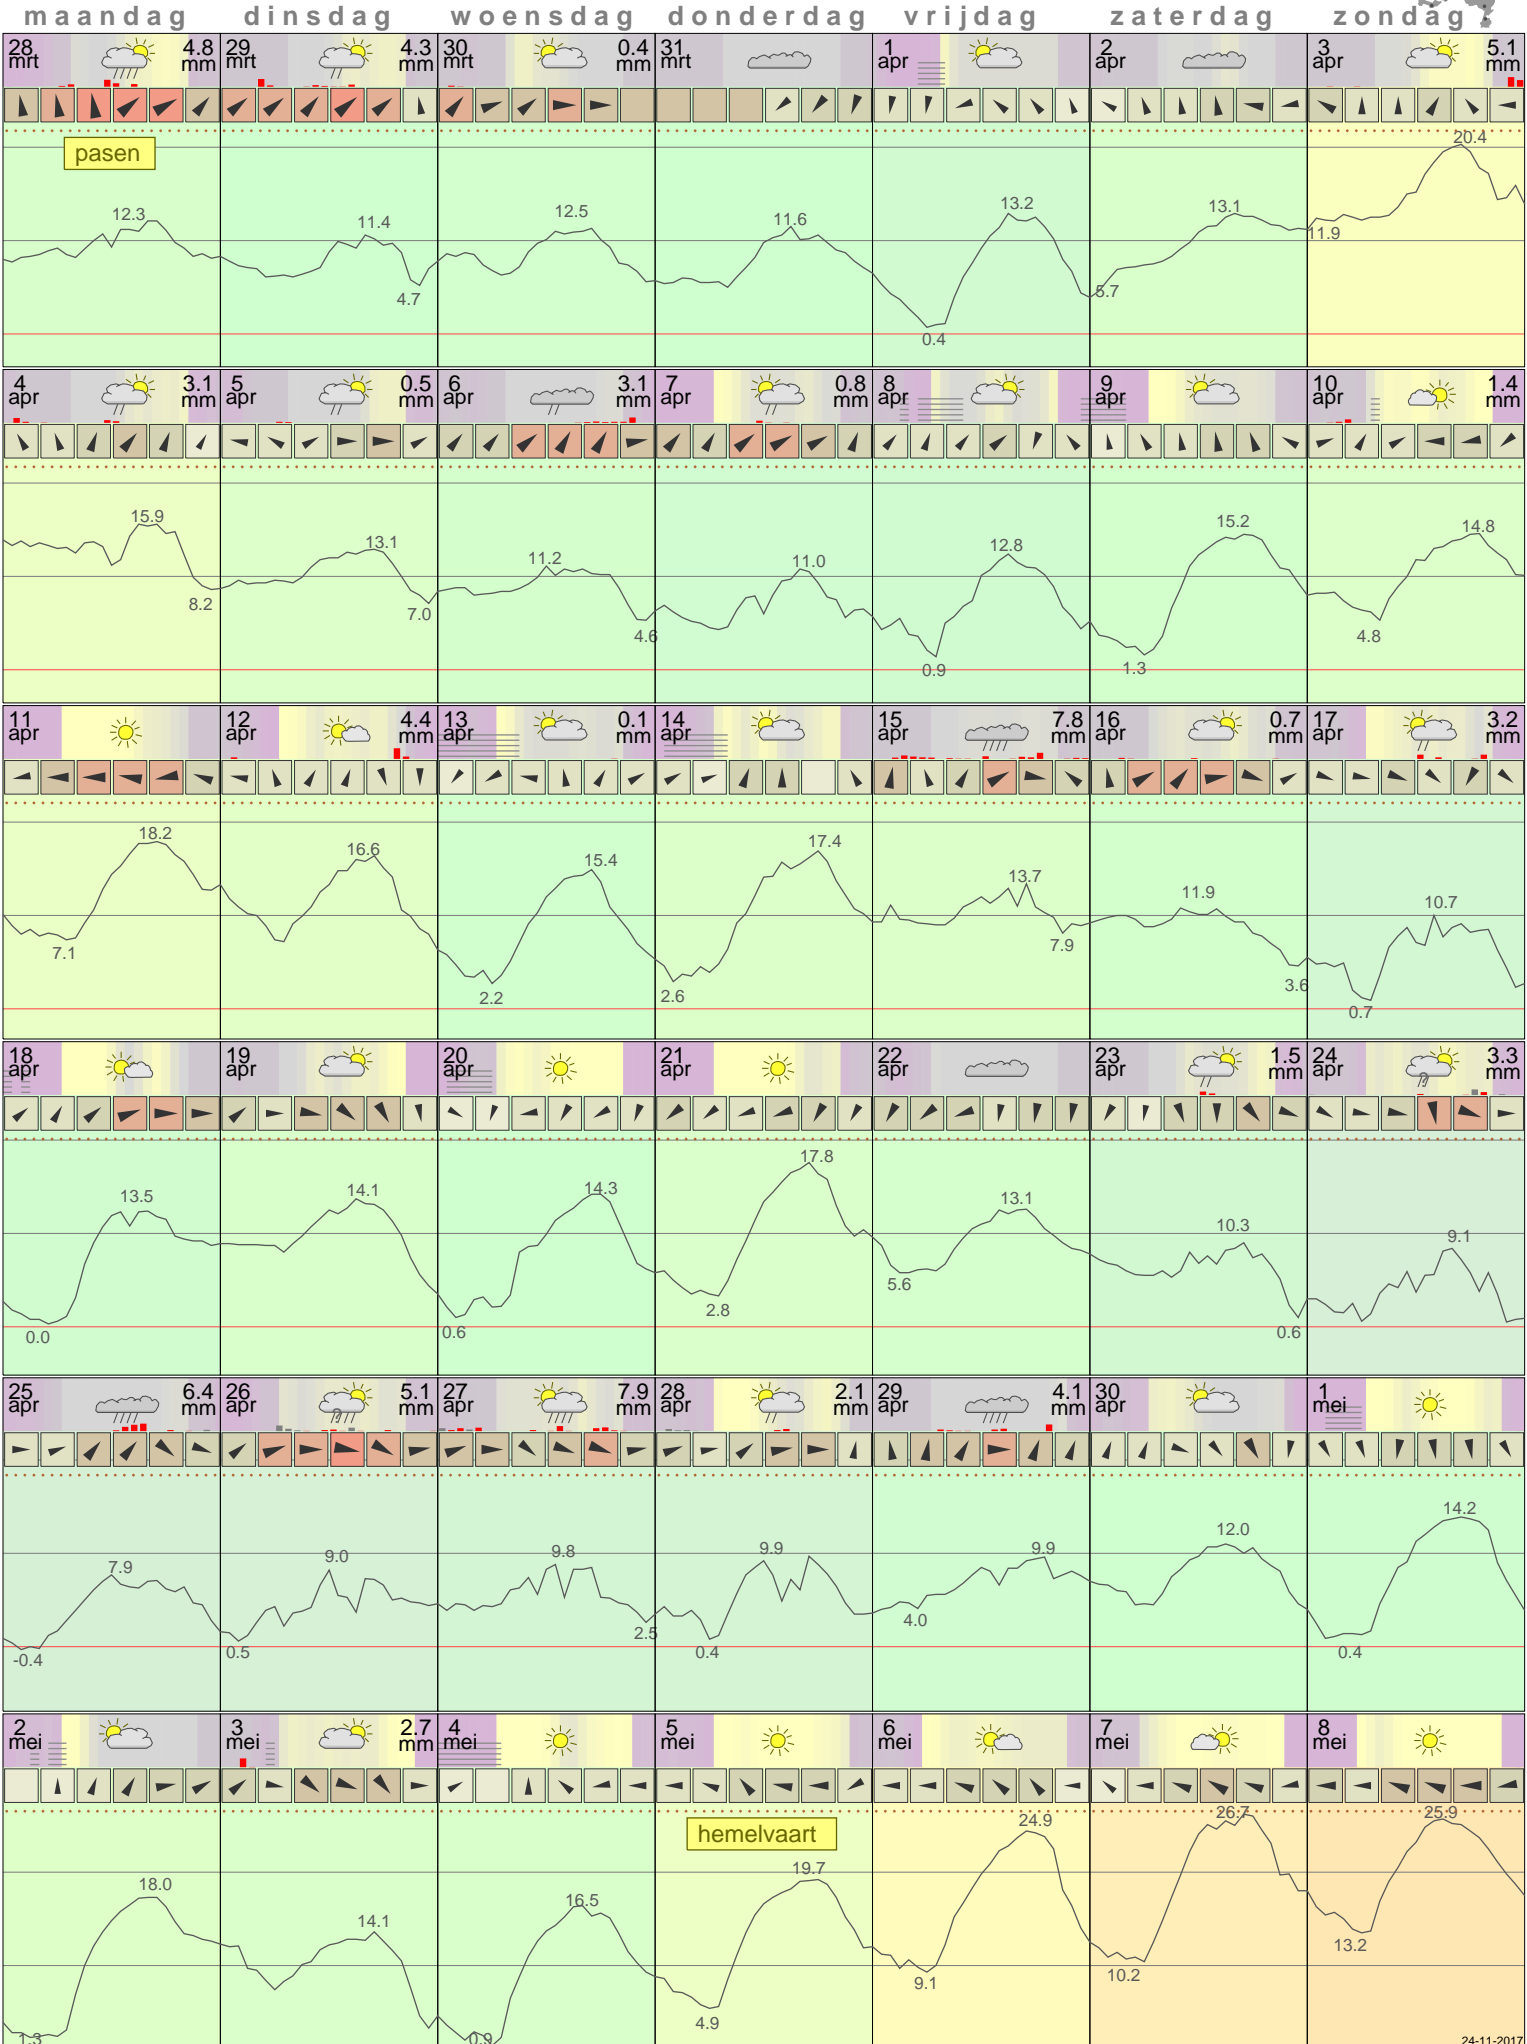 maandag dinsdag woensdag donderdag vrijdag zaterdag zondag
28 mrt 4.8 mm 29 mrt 4.3 mm 30 mrt 0.4 mm 31 mrt 1 apr 2 apr 3 apr 5.1 mm
pasen
12.3 11.4 4.7 12.5 11.6 13.2 0.4 13.1 5.7 11.9 20.4
4 apr 3.1 mm 5 apr 0.5 mm 6 apr 3.1 mm 7 apr 0.8 mm 8 apr 9 apr 10 apr 1.4 mm
15.9 8.2 13.1 7.0 11.2 4.6 11.0 12.8 0.9 15.2 1.3 14.8 4.8
11 apr 12 apr 4.4 mm 13 apr 0.1 mm 14 apr 15 apr 7.8 mm 16 apr 0.7 mm 17 apr 3.2 mm
18.2 7.1 16.6 15.4 2.2 17.4 2.6 13.7 7.9 11.9 3.6 10.7 0.7
18 apr 19 apr 20 apr 21 apr 22 apr 23 apr 1.5 mm 24 apr 3.3 mm
?
13.5 0.0 14.1 14.3 0.6 17.8 2.8 13.1 5.6 10.3 0.6 9.1
25 apr 6.4 mm 26 apr 5.1 mm 27 apr 7.9 mm 28 apr 2.1 mm 29 apr 4.1 mm 30 apr 1 mei
?
7.9 -0.4 9.0 0.5 9.8 2.5 9.9 0.4 9.9 4.0 12.0 14.2 0.4
2 mei 3 mei 2.7 mm 4 mei 5 mei 6 mei 7 mei 8 mei
hemelvaart
18.0 1.3 14.1 16.5 0.9 19.7 4.9 24.9 9.1 26.7 10.2 25.9 13.2
24-11-2017